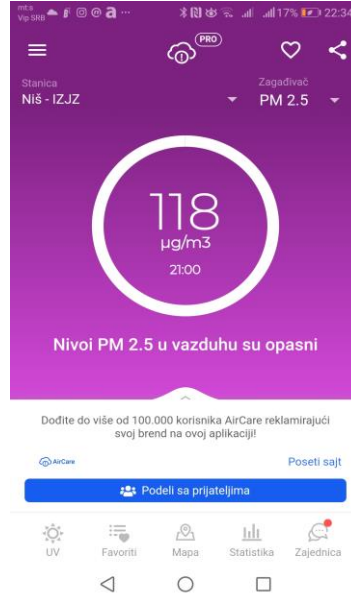 mt:s
Vip SRB
17% 22:34
PRO
Stanica
Niš - IZJZ
Zagađivač
PM 2.5
118
µg/m3
21:00
Nivoi PM 2.5 u vazduhu su opasni
Dođite do više od 100.000 korisnika AirCare reklamirajući
svoj brend na ovoj aplikaciji!
AirCare
Poseti sajt
Podeli sa prijateljima
UV
Favoriti
Mapa
Statistika
Zajednica